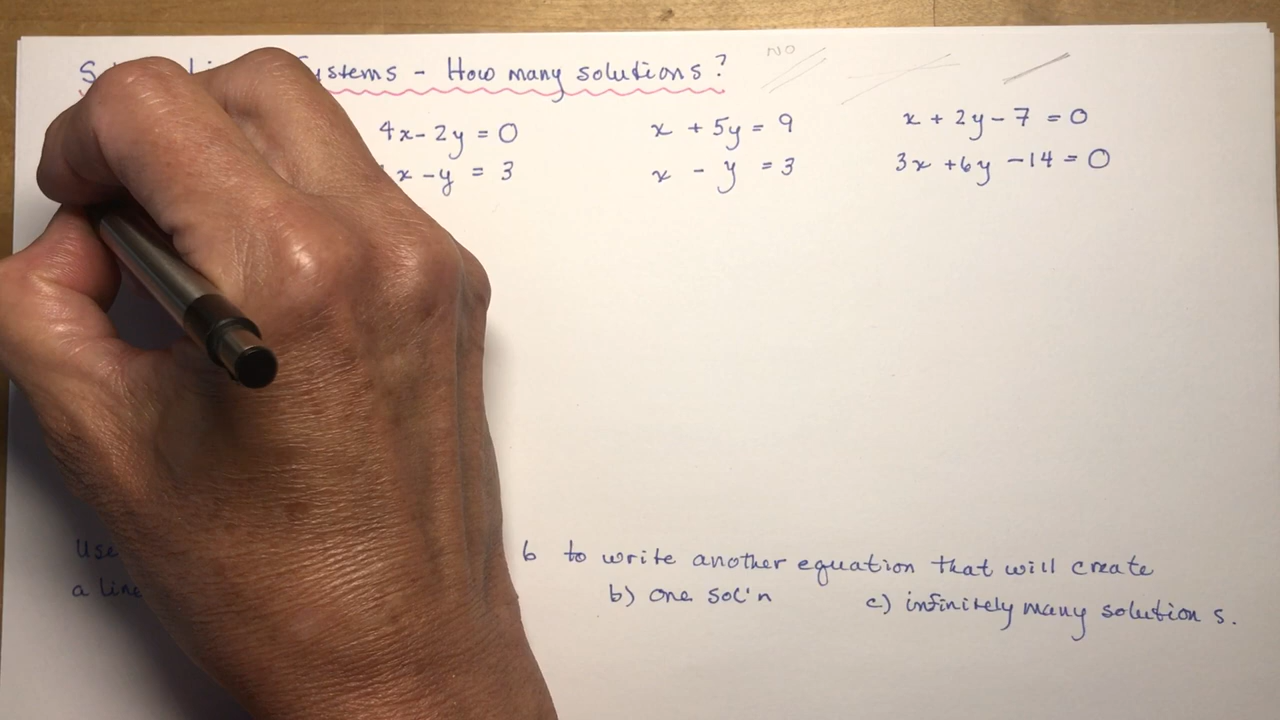 Systems - How many solutions?
NO
4x - 2y = 0
x - y = 3
x + 5y = 9
x - y = 3
x + 2y - 7 = 0
3x + 6y - 14 = 0
Use 6 to write another equation that will create
a line b) one sol'n c) infinitely many solutions.